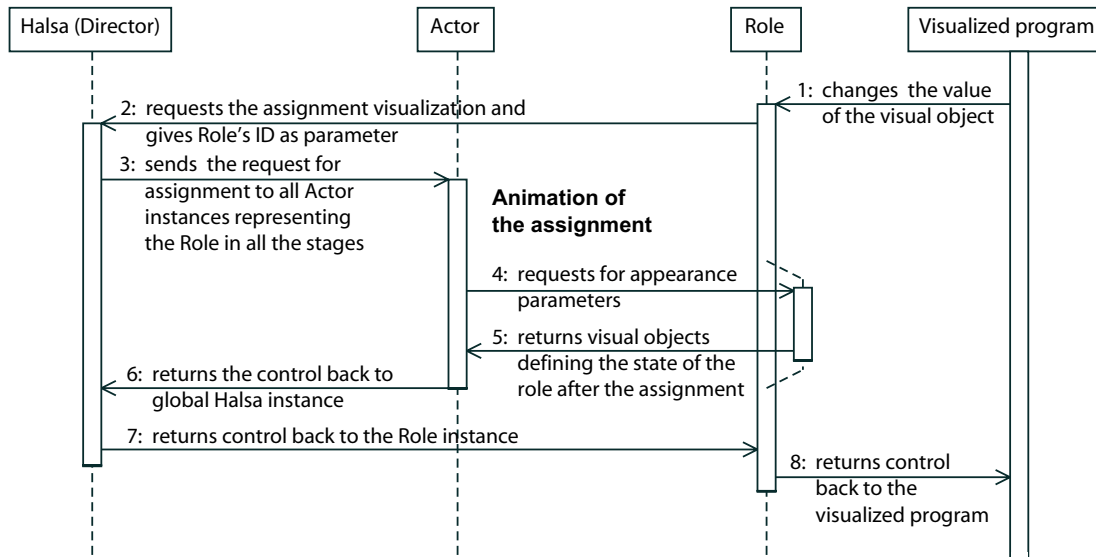 Halsa (Director)
Actor
Role
Visualized program
1: changes the value
of the visual object
2: requests the assignment visualization and
gives Role's ID as parameter
3: sends the request for
assignment to all Actor
instances representing
the Role in all the stages
Animation of
the assignment
4: requests for appearance
parameters
5: returns visual objects
defining the state of the
role after the assignment
6: returns the control back to
global Halsa instance
7: returns control back to the Role instance
8: returns control
back to the
visualized program